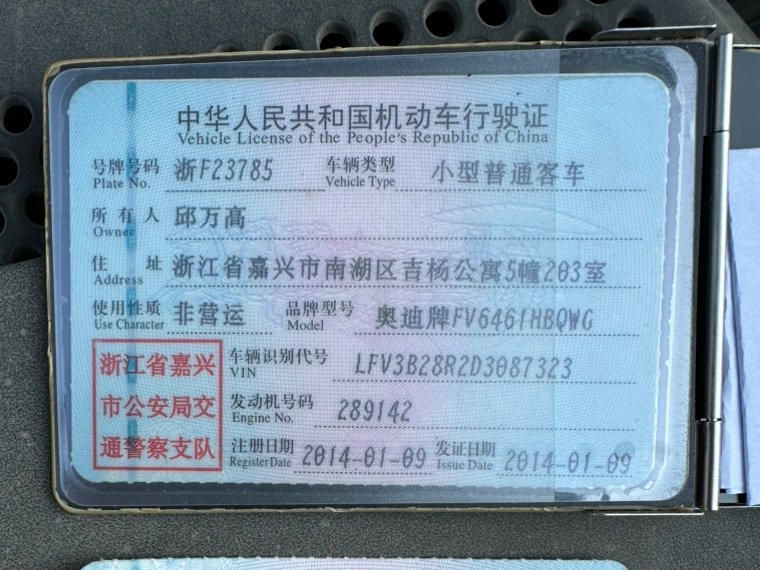 中华人民共和国机动车行驶证
Vehicle License of the People's Republic of China
号牌号码 浙F23785 车辆类型 小型普通客车
Plate No. Vehicle Type
所有人 邱万高
Owner
住址 浙江省嘉兴市南湖区吉杨公寓5幢203室
Address
使用性质 非营运 品牌型号 奥迪牌FV6461HBQWG
Use Character Model
浙江省嘉兴
市公安局交
通警察支队
车辆识别代号 LFV3B28R2D3087323
VIN
发动机号码 289142
Engine No.
注册日期 2014-01-09 发证日期 2014-01-09
Register Date Issue Date